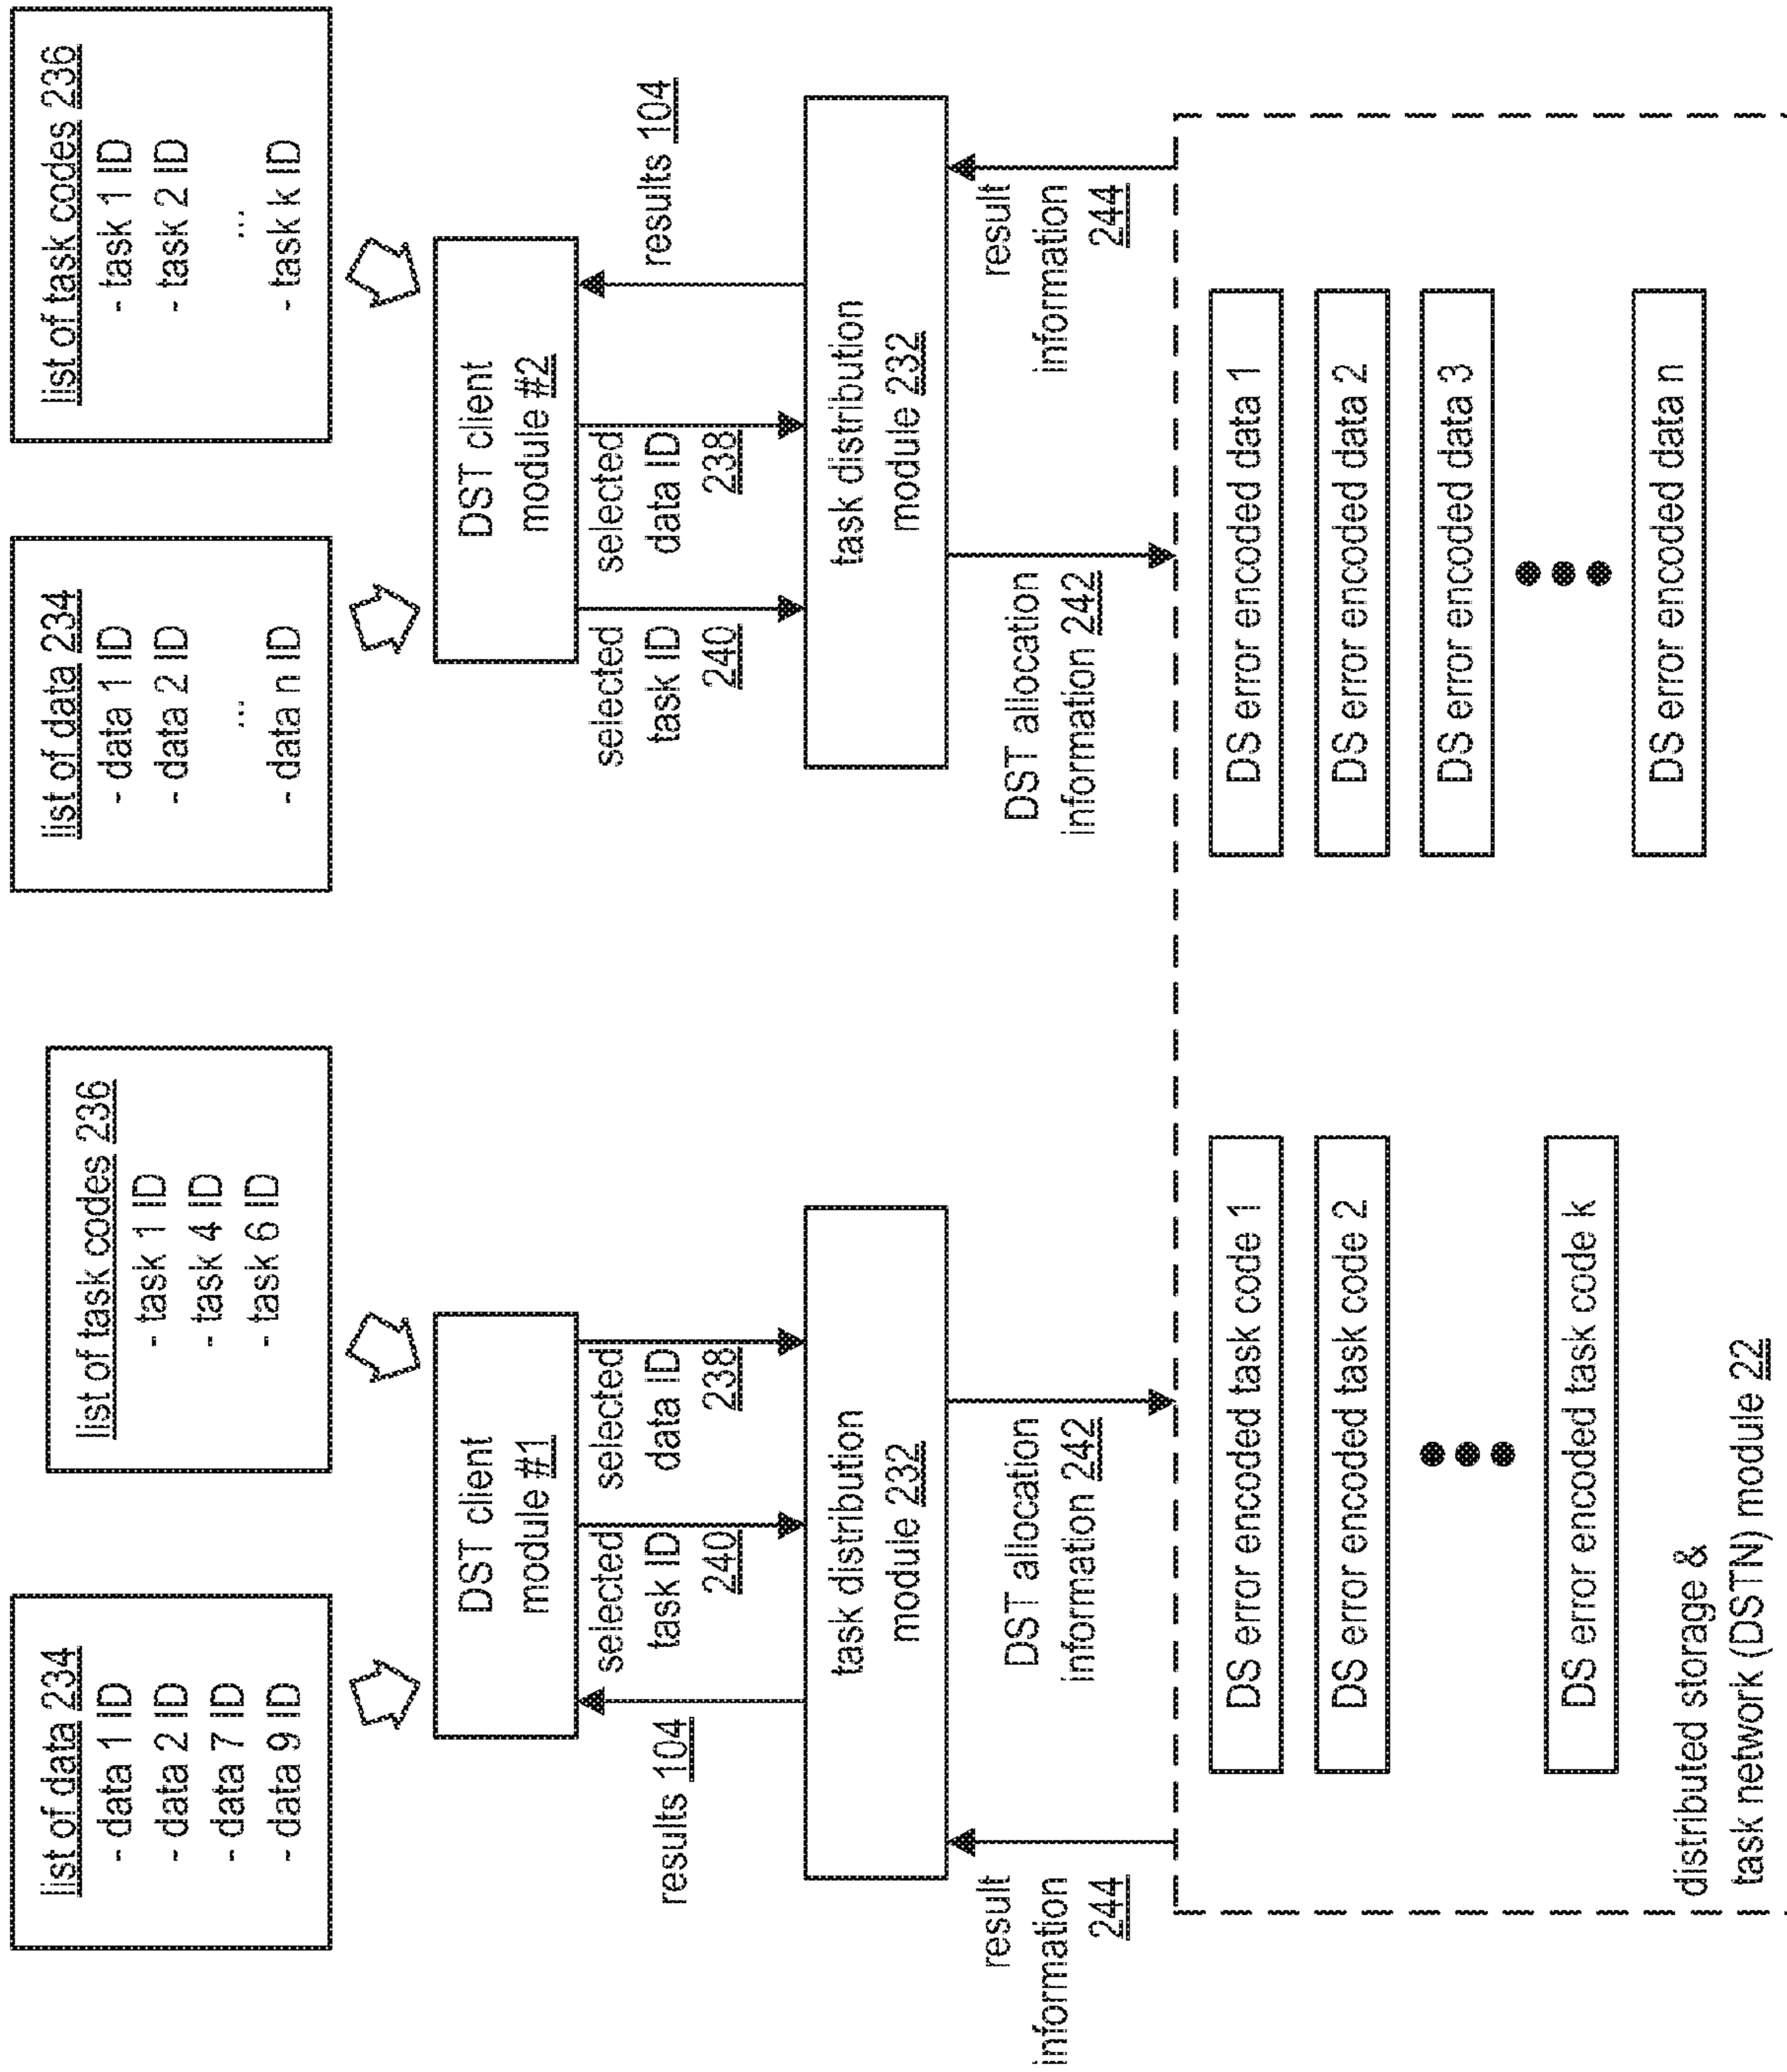 list of data 234
- data 1 ID
- data 2 ID
- data 7 ID
- data 9 ID
list of task codes 236
- task 1 ID
- task 4 ID
- task 6 ID
list of data 234
- data 1 ID
- data 2 ID
...
- data n ID
list of task codes 236
- task 1 ID
- task 2 ID
...
- task k ID
DST client
module #1
DST client
module #2
results 104
selected
task ID
240
selected
data ID
238
selected
task ID
240
selected
data ID
238
results 104
task distribution
module 232
task distribution
module 232
result
information
244
DST allocation
information 242
DST allocation
information 242
result
information
244
DS error encoded task code 1
DS error encoded task code 2
DS error encoded task code k
DS error encoded data 1
DS error encoded data 2
DS error encoded data 3
DS error encoded data n
distributed storage &
task network (DSTN) module 22